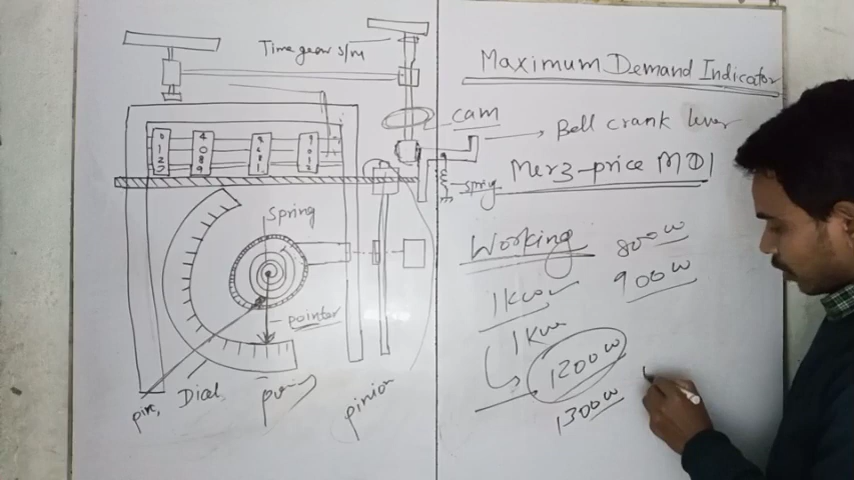 Time gear s/m
cam
Spring
pointer
pin,
Dial
pinion
Maximum Demand Indicator
Bell crank lever
Merz-price MDI
Working
800W
900W
1kw
1kw
1200W
1300W